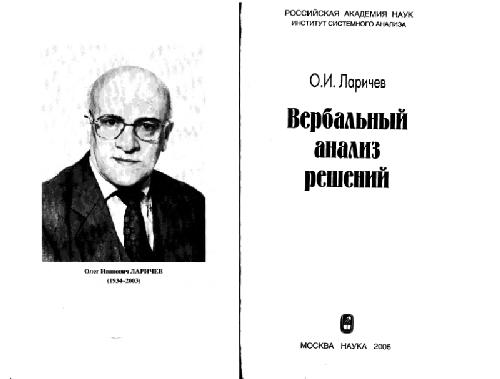 Олег Иванович ЛАРИЧЕВ
(1934–2003)
РОССИЙСКАЯ АКАДЕМИЯ НАУК
ИНСТИТУТ СИСТЕМНОГО АНАЛИЗА
О.И. Ларичев
Вербальный
анализ
решений
МОСКВА НАУКА 2006